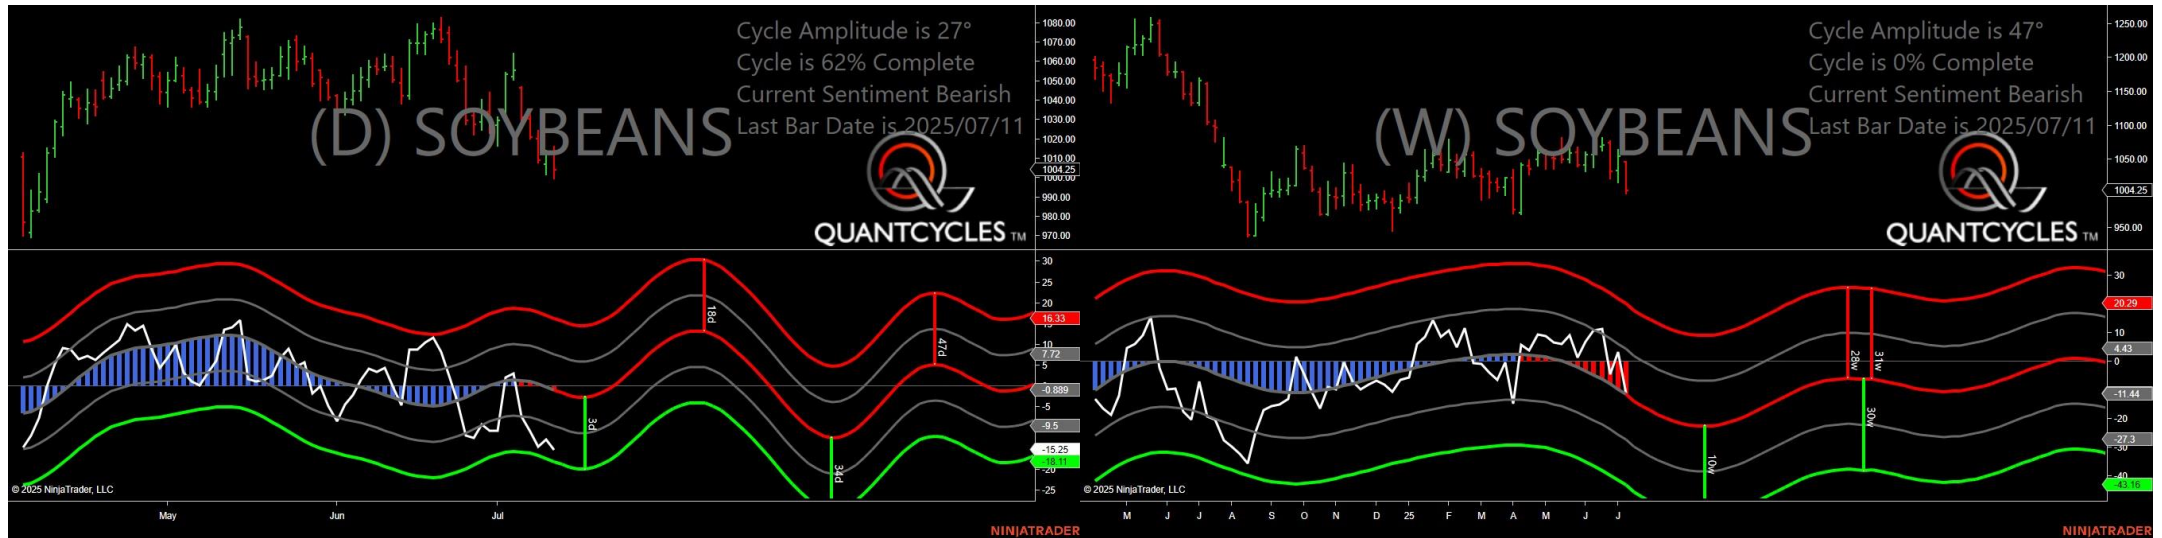 Cycle Amplitude is 27°
Cycle is 62% Complete
Current Sentiment Bearish
Last Bar Date is 2025/07/11
(D) SOYBEANS
QUANTCYCLES TM
1080.00
1070.00
1060.00
1050.00
1040.00
1030.00
1020.00
1010.00
1004.25
1000.00
990.00
980.00
970.00
30
25
20
16.33
10
7.72
5
-0.889
-5
-9.5
-15.25
-18.11
-20
-25
3d
18d
34d
47d
© 2025 NinjaTrader, LLC
May
Jun
Jul
NINJATRADER
Cycle Amplitude is 47°
Cycle is 0% Complete
Current Sentiment Bearish
Last Bar Date is 2025/07/11
(W) SOYBEANS
QUANTCYCLES TM
1250.00
1200.00
1150.00
1100.00
1050.00
1004.25
950.00
30
20.29
10
4.43
0
-11.44
-20
-27.3
-30
-40
-43.16
10w
28w
31w
30w
© 2025 NinjaTrader, LLC
M J J A S O N D 25 F M A M J J
NINJATRADER